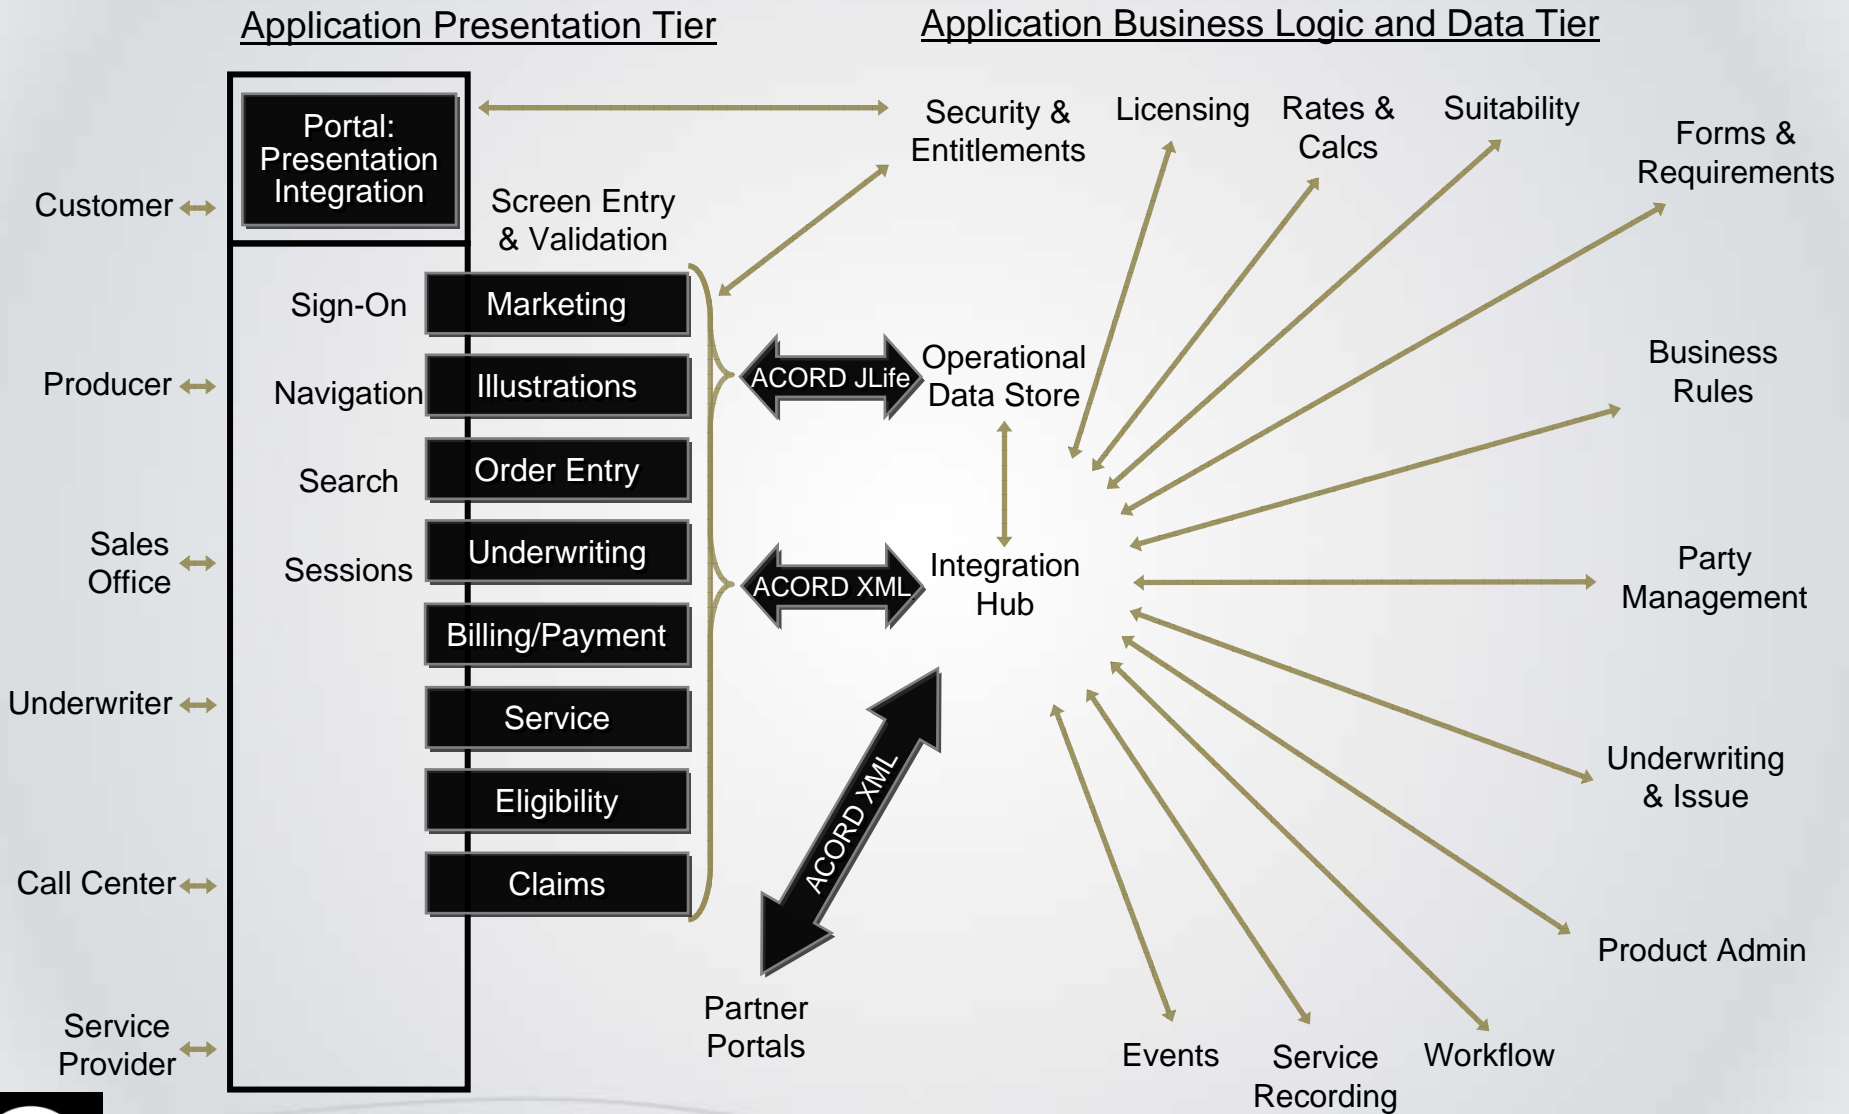 Application Presentation Tier
Application Business Logic and Data Tier
Portal:
Presentation
Integration
Customer
Producer
Sales
Office
Underwriter
Call Center
Service
Provider
Sign-On
Navigation
Search
Sessions
Screen Entry
& Validation
Marketing
Illustrations
Order Entry
Underwriting
Billing/Payment
Service
Eligibility
Claims
ACORD JLife
ACORD XML
ACORD XML
Partner
Portals
Operational
Data Store
Integration
Hub
Security &
Entitlements
Licensing
Rates &
Calcs
Suitability
Forms &
Requirements
Business
Rules
Party
Management
Underwriting
& Issue
Product Admin
Workflow
Service
Recording
Events